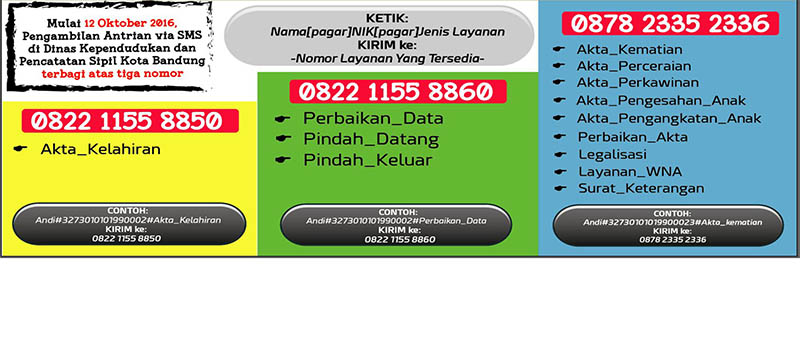 Mulai 12 Oktober 2016,
Pengambilan Antrian via SMS
di Dinas Kependudukan dan
Pencatatan Sipil Kota Bandung
terbagi atas tiga nomor
KETIK:
Nama[pagar]NIK[pagar]Jenis Layanan
KIRIM ke:
-Nomor Layanan Yang Tersedia-
0822 1155 8850
Akta_Kelahiran
CONTOH:
Andi#3273010101990002#Akta_Kelahiran
KIRIM ke:
0822 1155 8850
0822 1155 8860
Perbaikan_Data
Pindah_Datang
Pindah_Keluar
CONTOH:
Andi#3273010101990002#Perbaikan_Data
KIRIM ke:
0822 1155 8860
0878 2335 2336
Akta_Kematian
Akta_Perceraian
Akta_Perkawinan
Akta_Pengesahan_Anak
Akta_Pengangkatan_Anak
Perbaikan_Akta
Legalisasi
Layanan_WNA
Surat_Keterangan
CONTOH:
Andi#32730101019900023#Akta_kematian
KIRIM ke:
0878 2335 2336